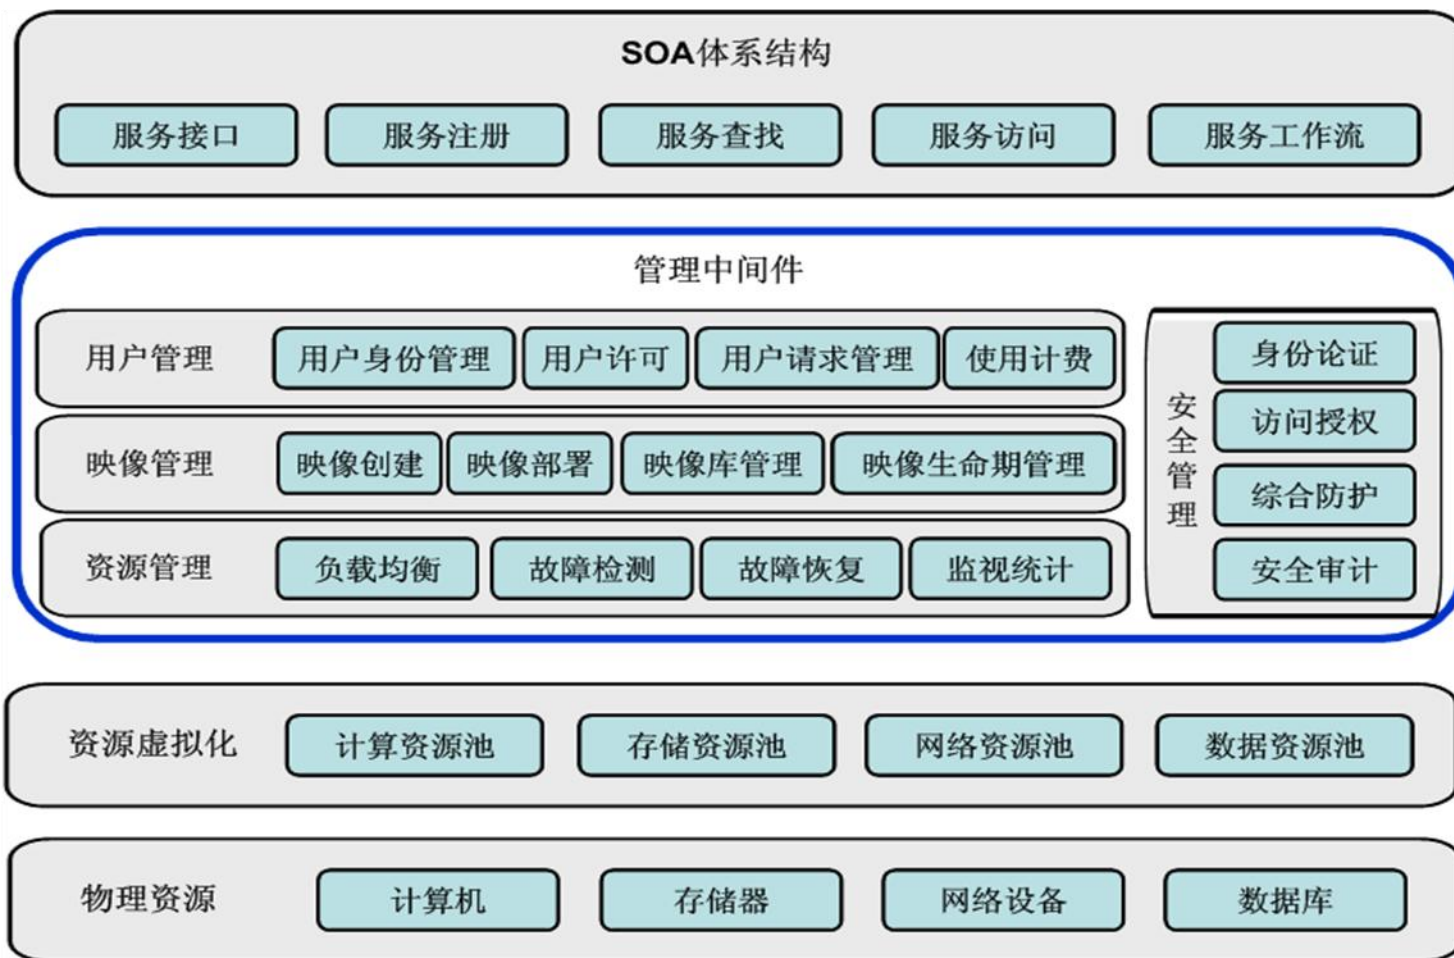 SOA体系结构
服务接口 服务注册 服务查找 服务访问 服务工作流
管理中间件
用户管理 用户身份管理 用户许可 用户请求管理 使用计费
映像管理 映像创建 映像部署 映像库管理 映像生命期管理
资源管理 负载均衡 故障检测 故障恢复 监视统计
安全管理
身份论证
访问授权
综合防护
安全审计
资源虚拟化 计算资源池 存储资源池 网络资源池 数据资源池
物理资源 计算机 存储器 网络设备 数据库